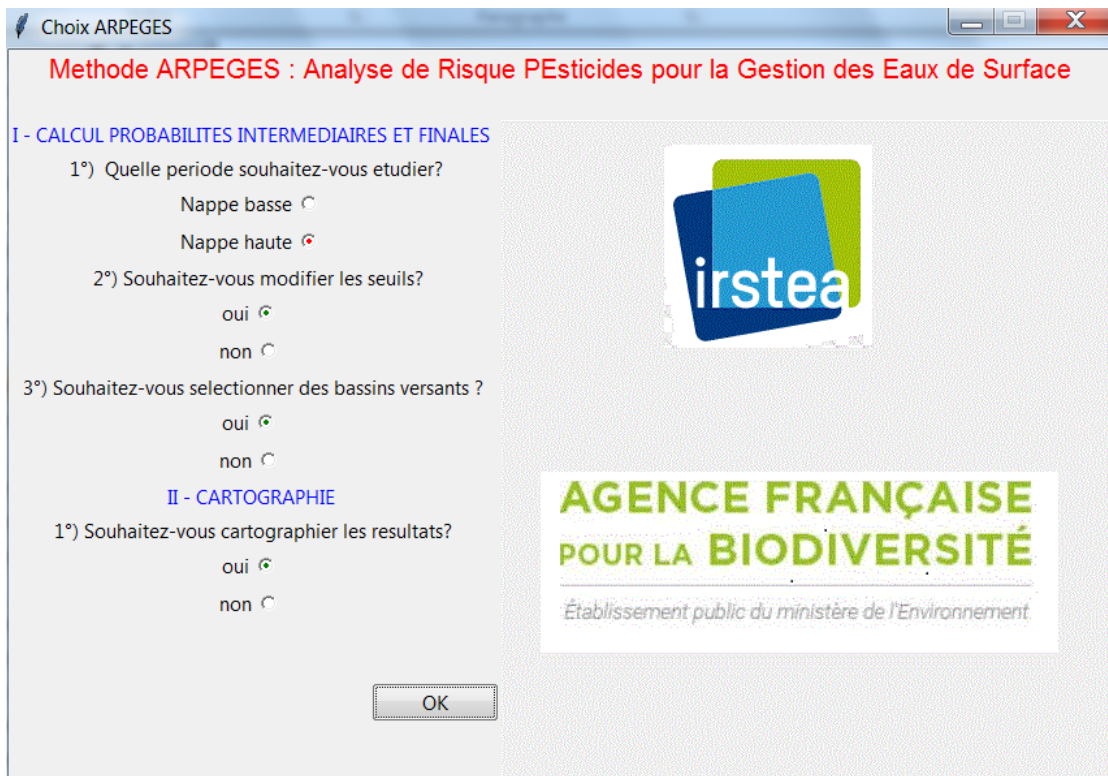 Choix ARPEGES
Methode ARPEGES : Analyse de Risque PEsticides pour la Gestion des Eaux de Surface
I - CALCUL PROBABILITES INTERMEDIAIRES ET FINALES
1°) Quelle periode souhaitez-vous etudier?
Nappe basse
Nappe haute
2°) Souhaitez-vous modifier les seuils?
oui
non
3°) Souhaitez-vous selectionner des bassins versants ?
oui
non
II - CARTOGRAPHIE
1°) Souhaitez-vous cartographier les resultats?
oui
non
OK
irstea
AGENCE FRANÇAISE
POUR LA BIODIVERSITÉ
Établissement public du ministère de l'Environnement